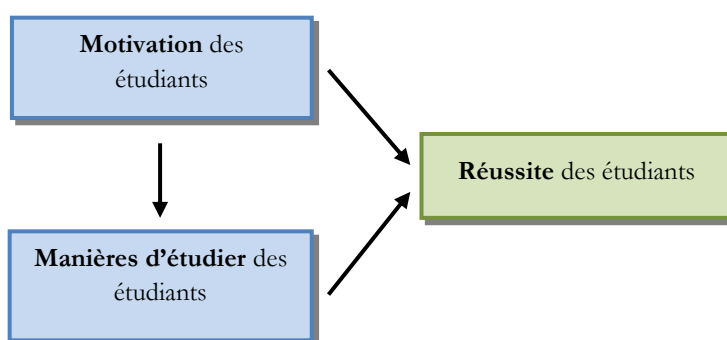 Motivation des
étudiants
Réussite des étudiants
Manières d’étudier des
étudiants